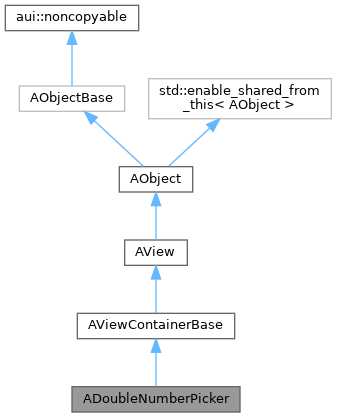 aui::noncopyable
AObjectBase
std::enable_shared_from
_this< AObject >
AObject
AView
AViewContainerBase
ADoubleNumberPicker